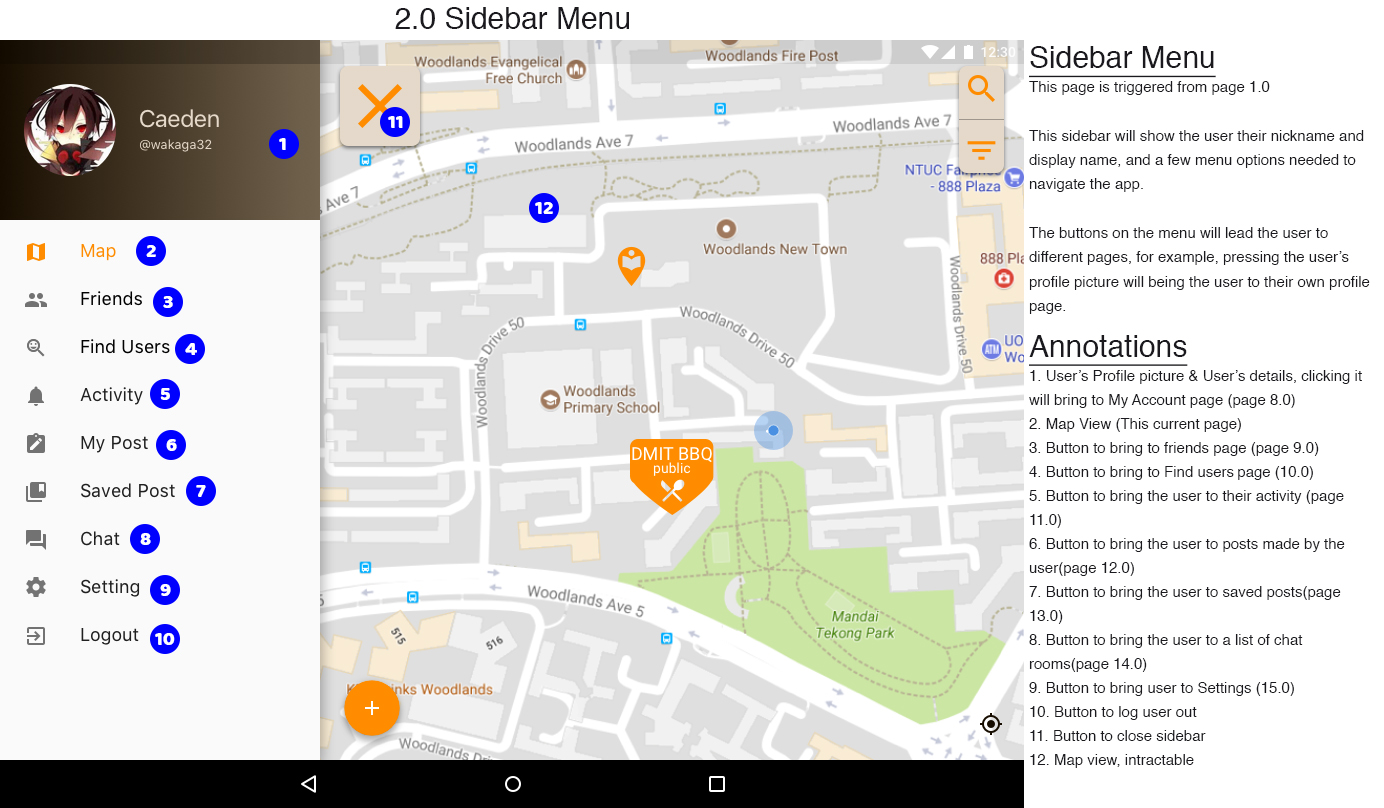 2.0 Sidebar Menu
Caeden
@wakaga32
1
Map
2
Friends
3
Find Users
4
Activity
5
My Post
6
Saved Post
7
Chat
8
Setting
9
Logout
10
Woodlands Evangelical
Free Church
Woodlands Fire Post
12:30
11
Woodlands Ave 7
Woodlands Ave 7
Ave 7
NTUC
- 888 Plaza
12
Woodlands New Town
888
Woodlands Drive 50
Woodlands Drive 50
Woodlands Drive 50
ATM
UO
Wo
Woodlands
Primary School
DMIT BBQ
public
Woodlands Ave 5
Mandai
Tekong Park
515
516
Woodlands
Woodlands Dr
Sidebar Menu
This page is triggered from page 1.0
This sidebar will show the user their nickname and
display name, and a few menu options needed to
navigate the app.
The buttons on the menu will lead the user to
different pages, for example, pressing the user’s
profile picture will being the user to their own profile
page.
Annotations
1. User’s Profile picture & User’s details, clicking it
will bring to My Account page (page 8.0)
2. Map View (This current page)
3. Button to bring to friends page (page 9.0)
4. Button to bring to Find users page (10.0)
5. Button to bring the user to their activity (page
11.0)
6. Button to bring the user to posts made by the
user(page 12.0)
7. Button to bring the user to saved posts(page
13.0)
8. Button to bring the user to a list of chat
rooms(page 14.0)
9. Button to bring user to Settings (15.0)
10. Button to log user out
11. Button to close sidebar
12. Map view, intractable